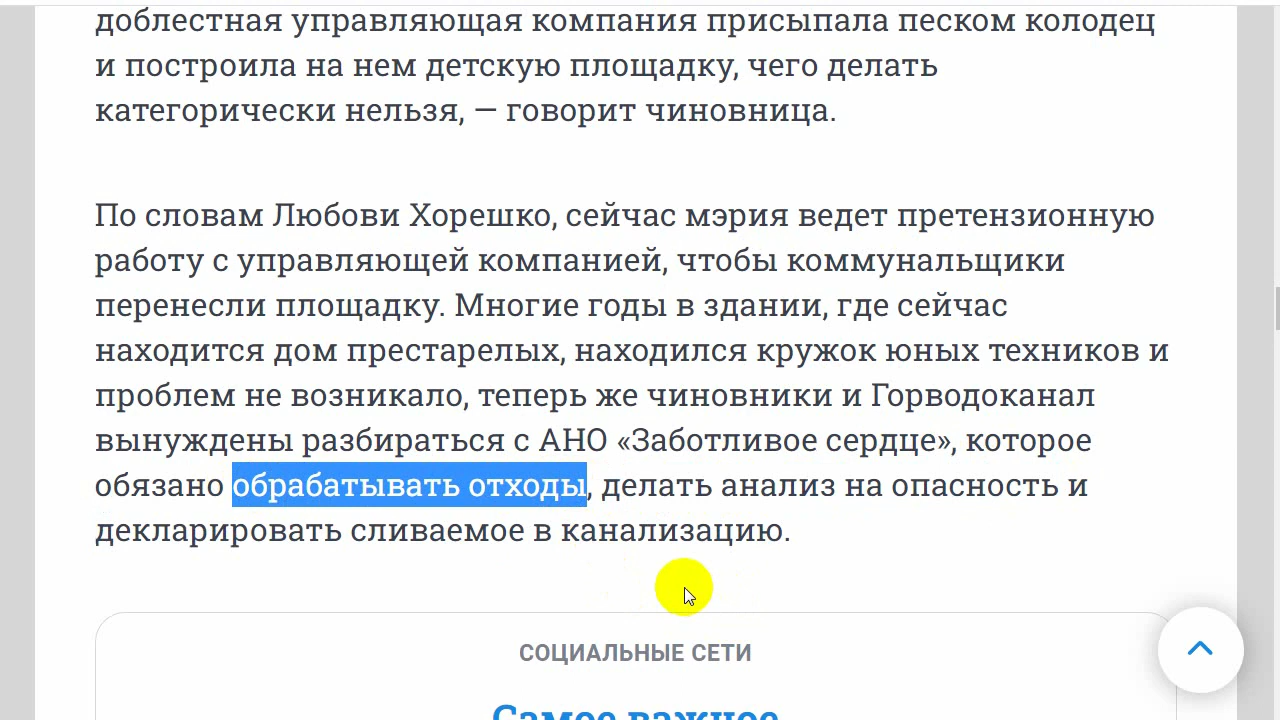 доблестная управляющая компания присыпала песком колодец
и построила на нем детскую площадку, чего делать
категорически нельзя, — говорит чиновница.
По словам Любови Хорешко, сейчас мэрия ведет претензионную
работу с управляющей компанией, чтобы коммунальщики
перенесли площадку. Многие годы в здании, где сейчас
находится дом престарелых, находился кружок юных техников и
проблем не возникало, теперь же чиновники и Горводоканал
вынуждены разбираться с АНО «Заботливое сердце», которое
обязано обрабатывать отходы, делать анализ на опасность и
декларировать сливаемое в канализацию.
СОЦИАЛЬНЫЕ СЕТИ
Самое важное